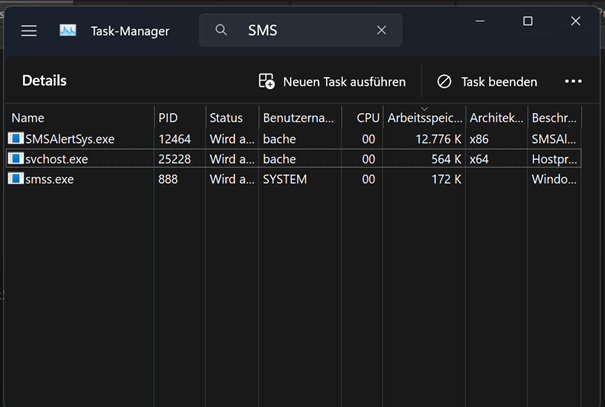 Task-Manager
SMS
Details
Neuen Task ausführen
Task beenden
Name PID Status Benutzerna... CPU Arbeitsspeic... Architek... Beschr...
SMSAlertSys.exe 12464 Wird a... bache 00 12.776 K x86 SMSAl...
svchost.exe 25228 Wird a... bache 00 564 K x64 Hostpr...
smss.exe 888 Wird a... SYSTEM 00 172 K Windo...